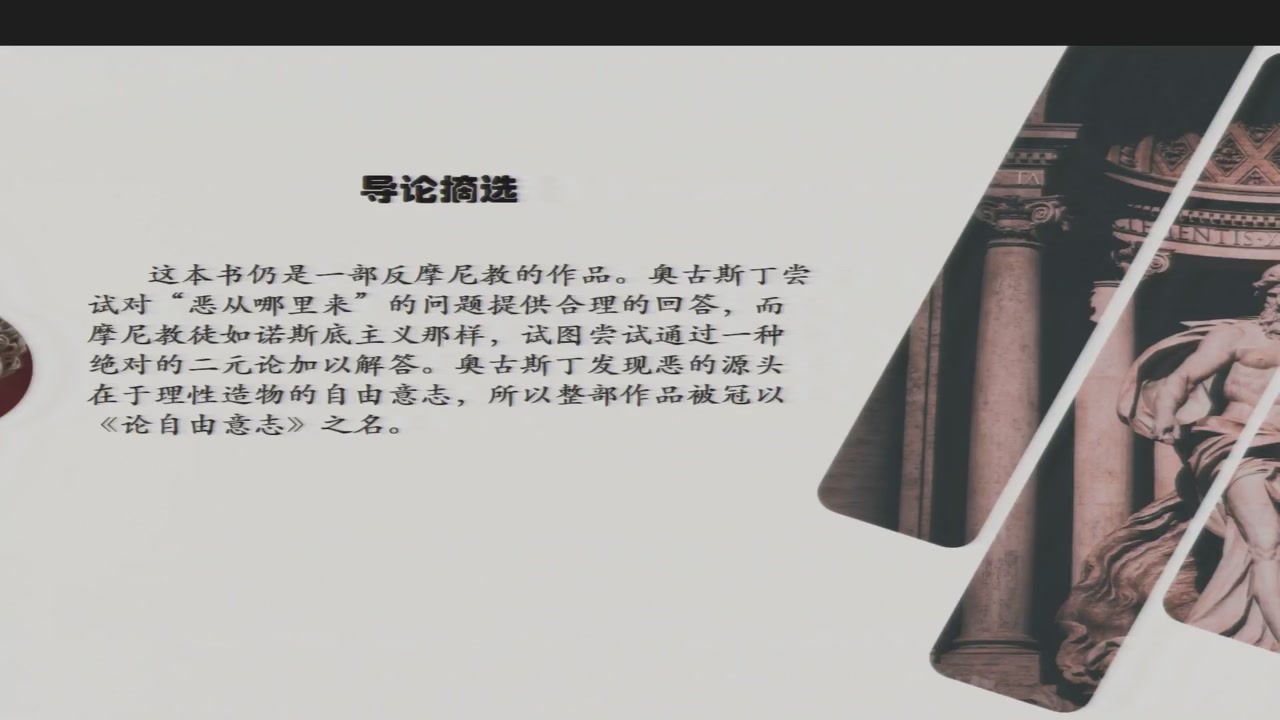 导论摘选
这本书仍是一部反摩尼教的作品。奥古斯丁尝
试对“恶从哪里来”的问题提供合理的回答，而
摩尼教徒如诺斯底主义那样，试图尝试通过一种
绝对的二元论加以解答。奥古斯丁发现恶的源头
在于理性造物的自由意志，所以整部作品被冠以
《论自由意志》之名。
TA